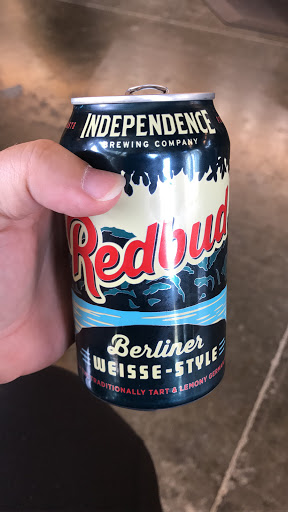 INDEPENDENCE
BREWING COMPANY
Redbud
Berliner
WEISSE-STYLE
TRADITIONALLY TART & LEMONY